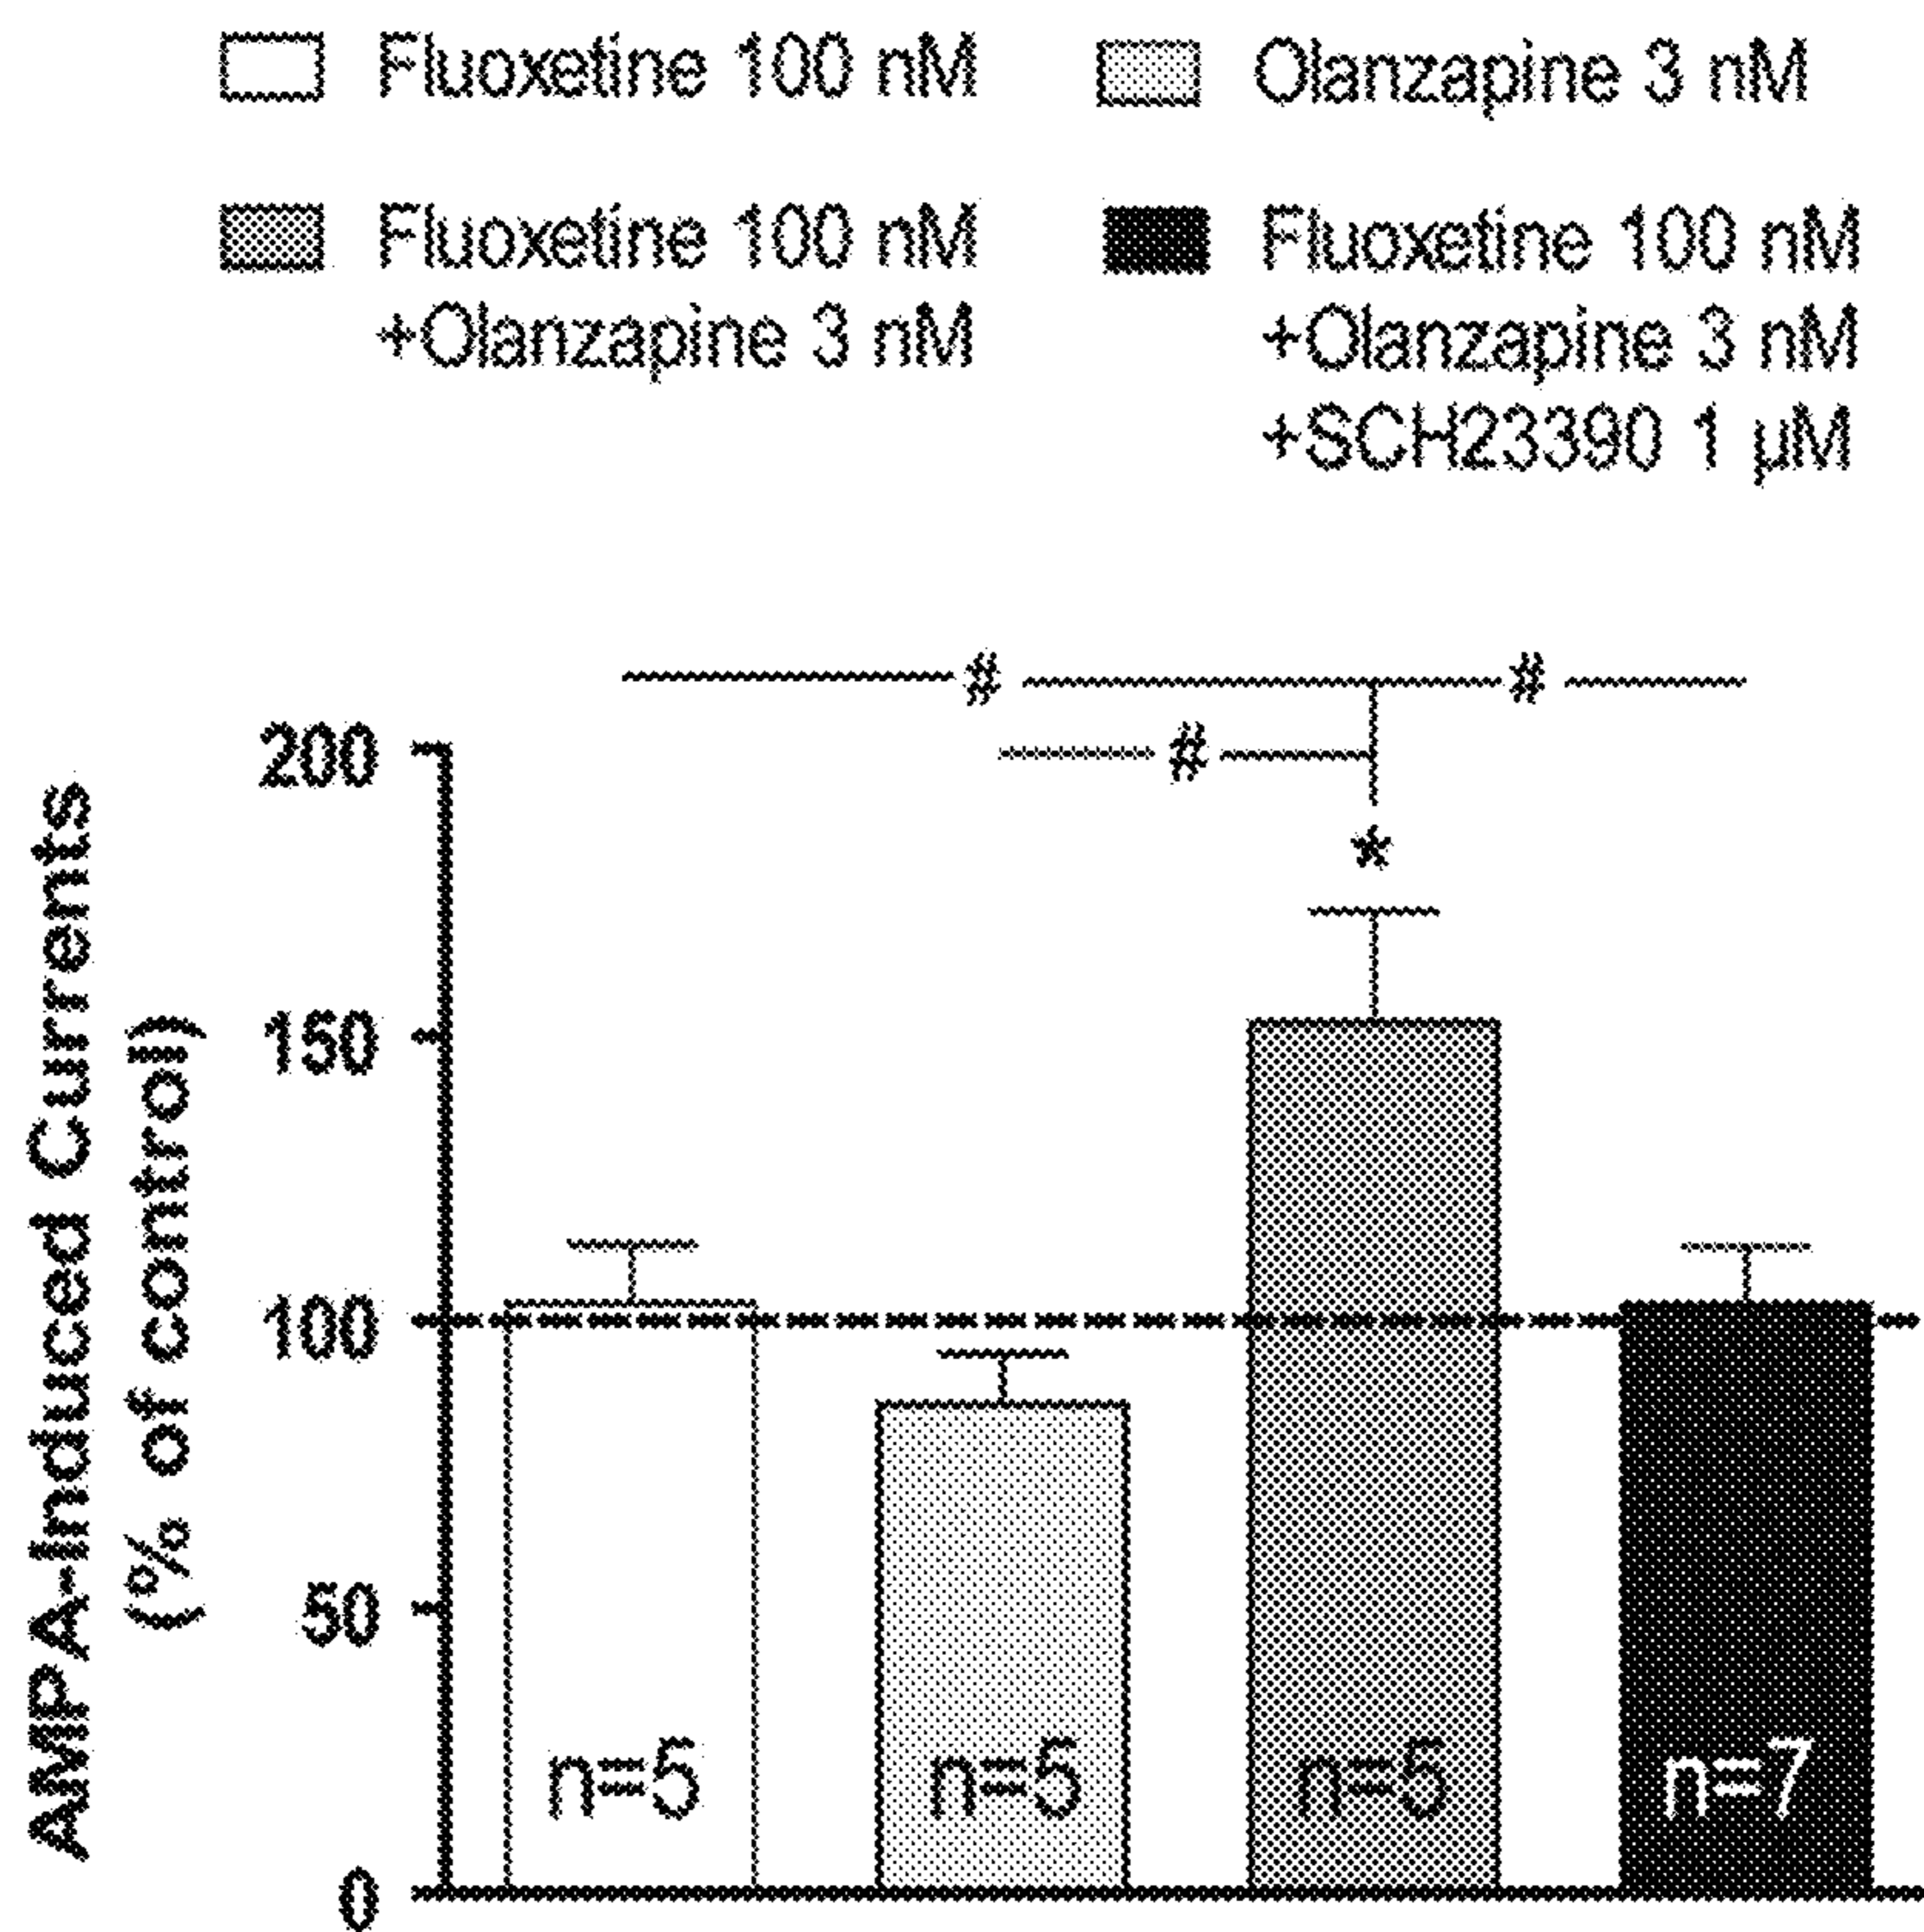 Fluoxetine 100 nM
Olanzapine 3 nM
Fluoxetine 100 nM
+Olanzapine 3 nM
Fluoxetine 100 nM
+Olanzapine 3 nM
+SCH23390 1 µM
# #
#
*
200
150
100
50
0
AMPA-Induced Currents
(% of control)
n=5
n=5
n=5
n=7